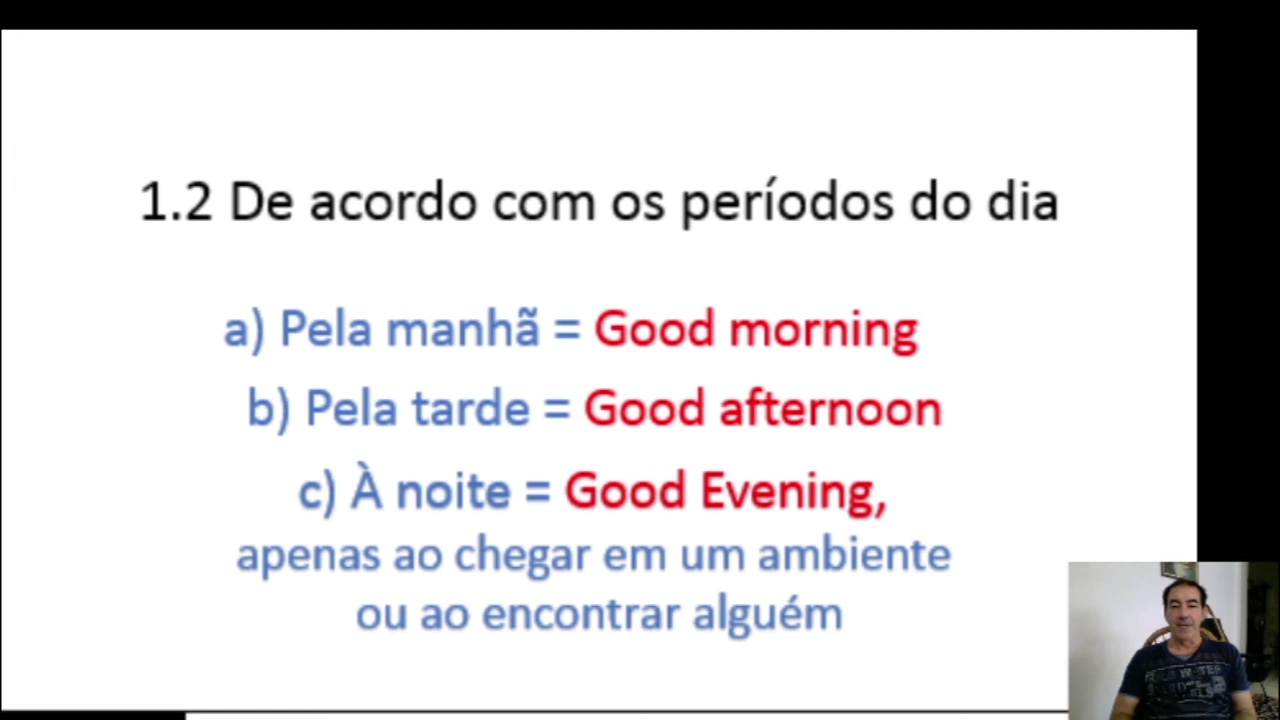 1.2 De acordo com os períodos do dia
a) Pela manhã = Good morning
b) Pela tarde = Good afternoon
c) À noite = Good Evening,
apenas ao chegar em um ambiente
ou ao encontrar alguém